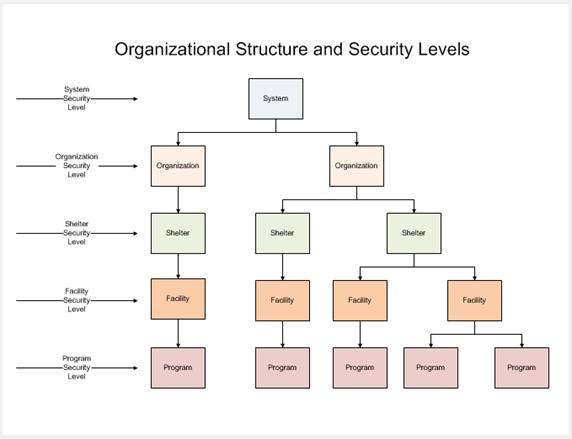 Organizational Structure and Security Levels
System
Security
Level
System
Organization
Security
Level
Organization
Organization
Shelter
Security
Level
Shelter
Shelter
Shelter
Facility
Security
Level
Facility
Facility
Facility
Facility
Program
Security
Level
Program
Program
Program
Program
Program